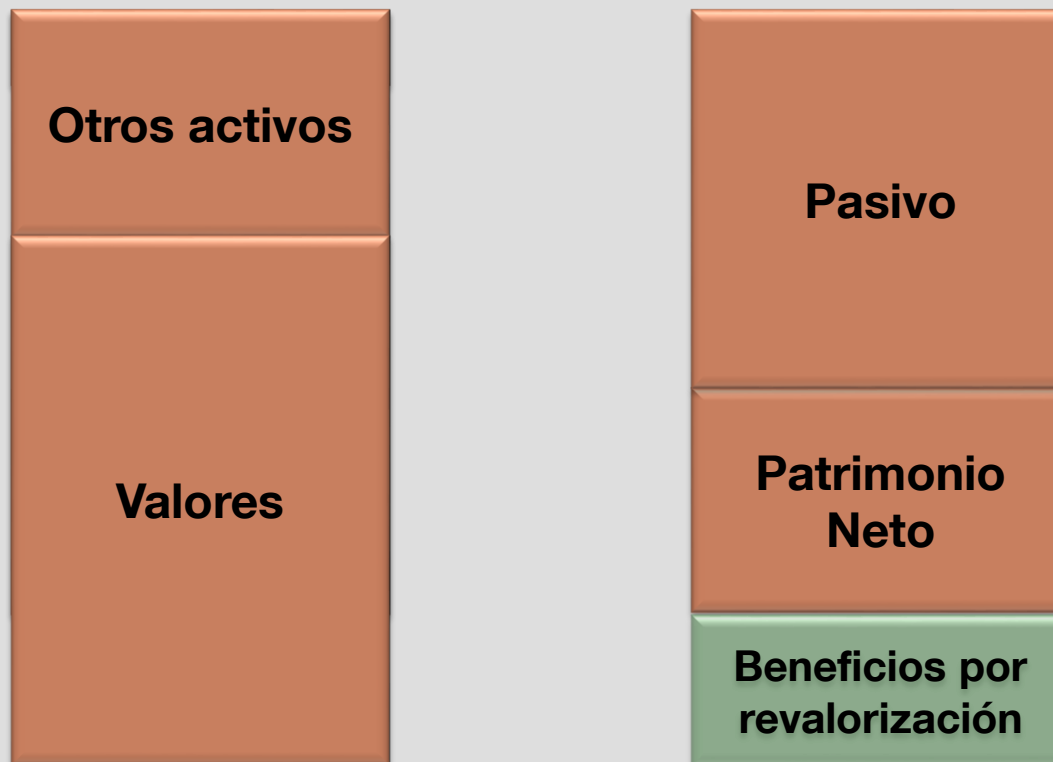 Otros activos
Valores
Pasivo
Patrimonio
Neto
Beneficios por
revalorización